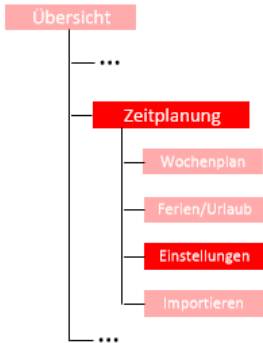 Übersicht
...
Zeitplanung
Wochenplan
Ferien/Urlaub
Einstellungen
Importieren
...